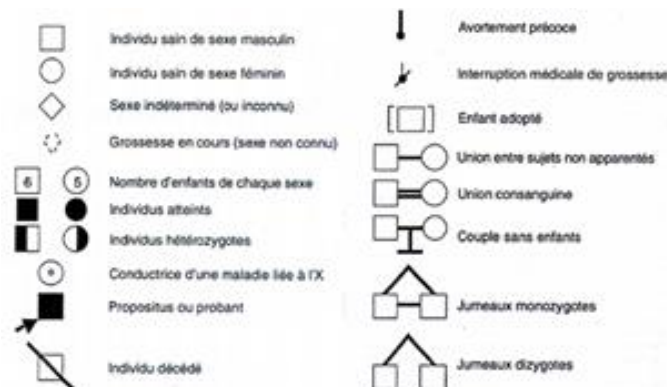 Individu sain de sexe masculin
Individu sain de sexe féminin
Sexe indéterminé (ou inconnu)
Grossesse en cours (sexe non connu)
6 5 Nombre d'enfants de chaque sexe
Individus atteints
Individus hétérozygotes
Conductrice d'une maladie liée à l'X
Propositus ou probant
Individu décédé
Avortement précoce
Interruption médicale de grossesse
Enfant adopté
Union entre sujets non apparentés
Union consanguine
Couple sans enfants
Jumeaux monozygotes
Jumeaux dizygotes